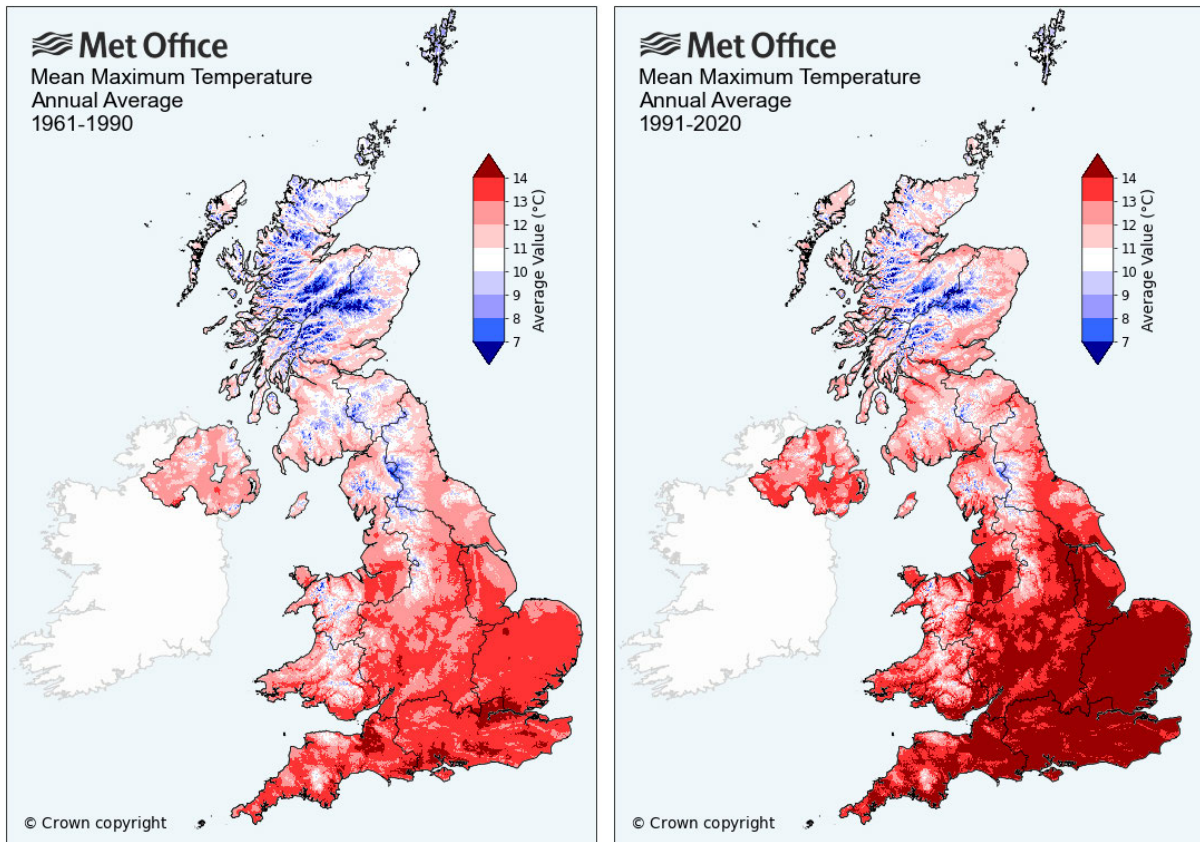 Met Office
Mean Maximum Temperature
Annual Average
1961-1990
14
13
12
11
10
9
8
7
Average Value (°C)
© Crown copyright
Met Office
Mean Maximum Temperature
Annual Average
1991-2020
14
13
12
11
10
9
8
7
Average Value (°C)
© Crown copyright